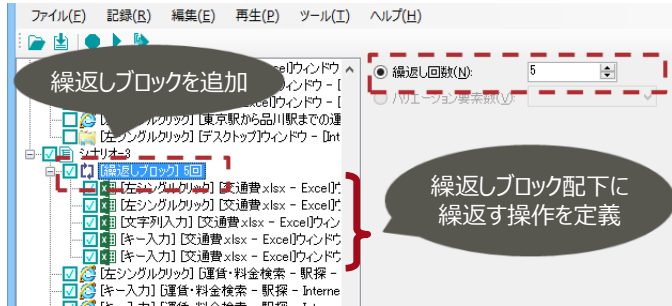 ファイル(F) 記録(R) 編集(E) 再生(P) ツール(T) ヘルプ(H)
繰返しブロックを追加
繰返し回数(N): 5
バリエーション要素数(V):
[東京駅から品川駅までの運
[左シングルクリック] [デスクトップ]ウィンドウ - [Int
シナリオ-3
[繰返しブロック] 5回
[左シングルクリック] [交通費.xlsx - Excel]ウ
[左シングルクリック] [交通費.xlsx - Excel]ウ
[文字列入力] [交通費.xlsx - Excel]ウィン
[キー入力] [交通費.xlsx - Excel]ウィンドウ
[キー入力] [交通費.xlsx - Excel]ウィンドウ
繰返しブロック配下に
繰返す操作を定義
[左シングルクリック] [運賃・料金検索 - 駅探 -
[キー入力] [運賃・料金検索 - 駅探 - Interne